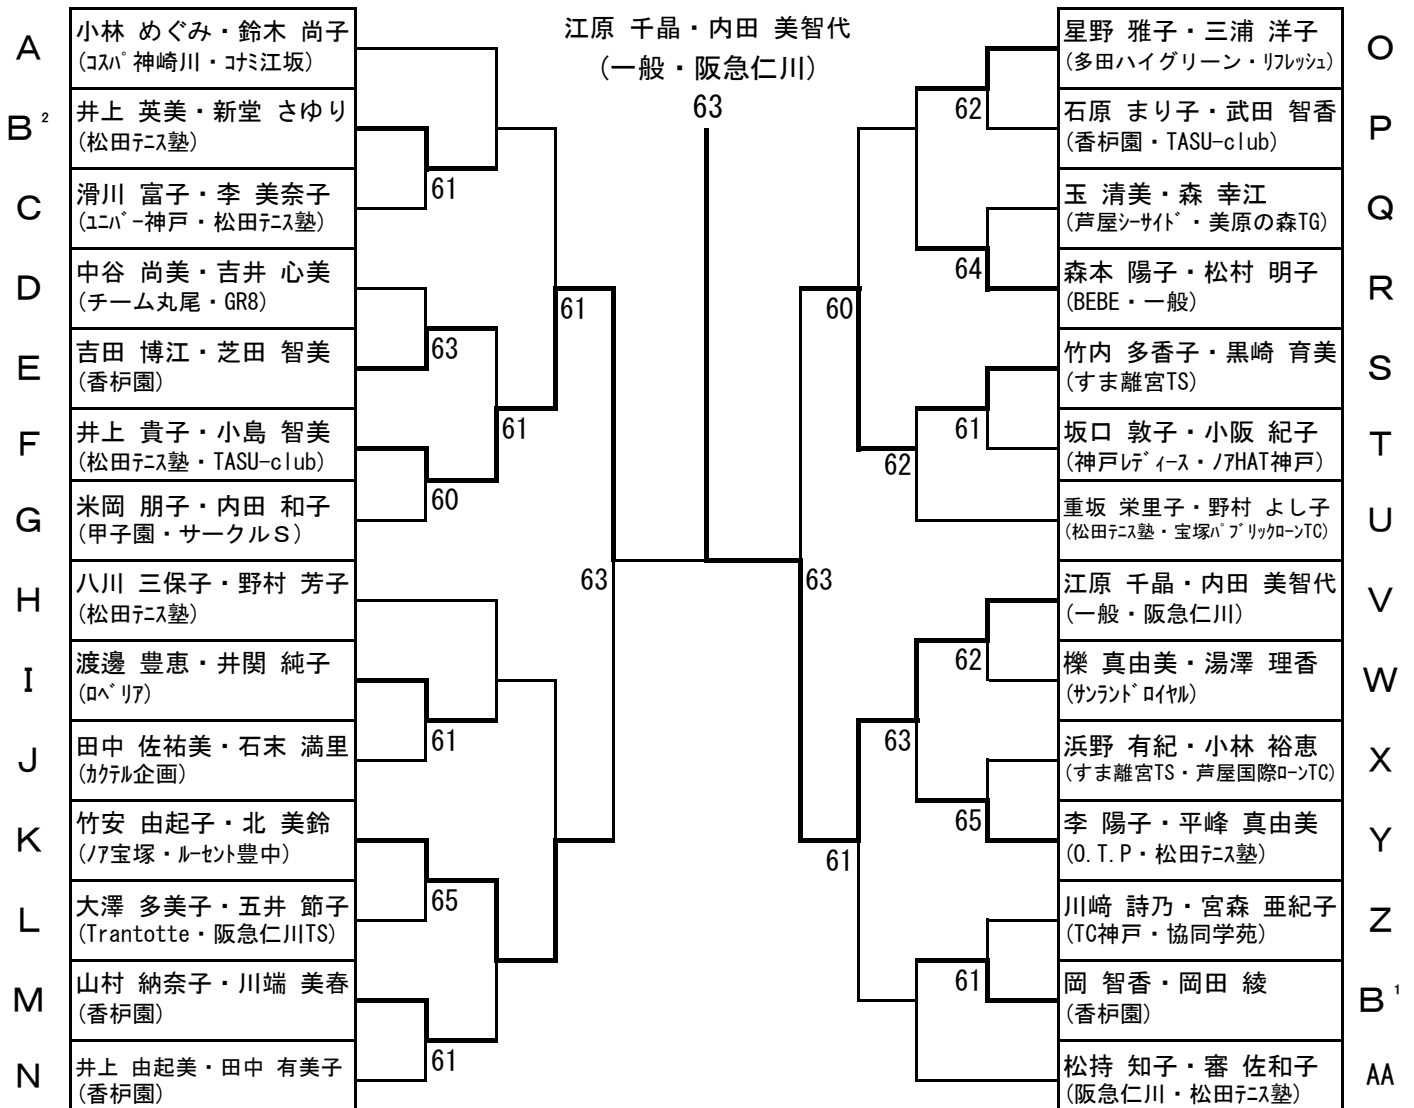 江原 千晶・内田 美智代
(一般・阪急仁川)
63
A
小林 めぐみ・鈴木 尚子
(ｺｽﾊﾟ神崎川・ｺﾅﾐ江坂)
B²
井上 英美・新堂 さゆり
(松田ﾃﾆｽ塾)
61
C
滑川 富子・李 美奈子
(ﾕﾆﾊﾞｰ神戸・松田ﾃﾆｽ塾)
D
中谷 尚美・吉井 心美
(チーム丸尾・GR8)
61
63
E
吉田 博江・芝田 智美
(香枦園)
61
F
井上 貴子・小島 智美
(松田ﾃﾆｽ塾・TASU-club)
60
G
米岡 朋子・内田 和子
(甲子園・サークルＳ)
63
H
八川 三保子・野村 芳子
(松田ﾃﾆｽ塾)
I
渡邊 豊恵・井関 純子
(ﾛﾍﾞﾘｱ)
61
J
田中 佐祐美・石末 満里
(ｶｸﾃﾙ企画)
K
竹安 由起子・北 美鈴
(ﾉｱ宝塚・ﾙｰｾﾝﾄ豊中)
65
L
大澤 多美子・五井 節子
(Trantotte・阪急仁川TS)
M
山村 納奈子・川端 美春
(香枦園)
61
N
井上 由起美・田中 有美子
(香枦園)
星野 雅子・三浦 洋子
(多田ハイグリーン・ﾘﾌﾚｯｼｭ)
O
62
石原 まり子・武田 智香
(香枦園・TASU-club)
P
玉 清美・森 幸江
(芦屋ｼｰｻｲﾄﾞ・美原の森TG)
Q
64
森本 陽子・松村 明子
(BEBE・一般)
R
60
竹内 多香子・黒崎 育美
(すま離宮TS)
S
61
坂口 敦子・小阪 紀子
(神戸ﾚﾃﾞｨｰｽ・ﾉｱHAT神戸)
T
62
重坂 栄里子・野村 よし子
(松田ﾃﾆｽ塾・宝塚ﾊﾟﾌﾞﾘｯｸﾛｰﾝTC)
U
63
江原 千晶・内田 美智代
(一般・阪急仁川)
V
62
櫟 真由美・湯澤 理香
(ｻﾝﾗﾝﾄﾞﾛｲﾔﾙ)
W
63
浜野 有紀・小林 裕恵
(すま離宮TS・芦屋国際ﾛｰﾝTC)
X
65
李 陽子・平峰 真由美
(O.T.P・松田ﾃﾆｽ塾)
Y
61
川﨑 詩乃・宮森 亜紀子
(TC神戸・協同学苑)
Z
61
岡 智香・岡田 綾
(香枦園)
B¹
松持 知子・審 佐和子
(阪急仁川・松田ﾃﾆｽ塾)
AA